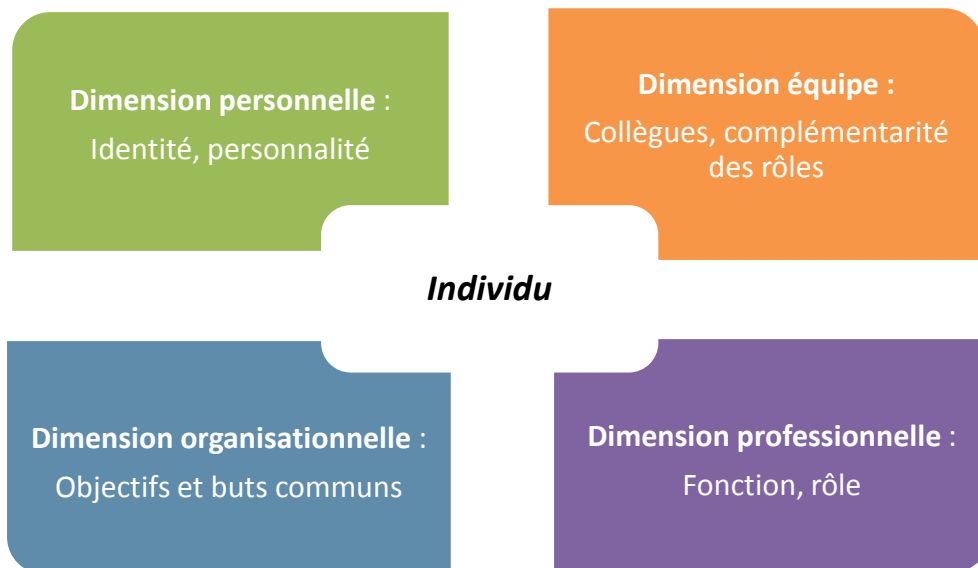 Dimension personnelle :
Identité, personnalité
Dimension équipe :
Collègues, complémentarité
des rôles
Individu
Dimension organisationnelle :
Objectifs et buts communs
Dimension professionnelle :
Fonction, rôle